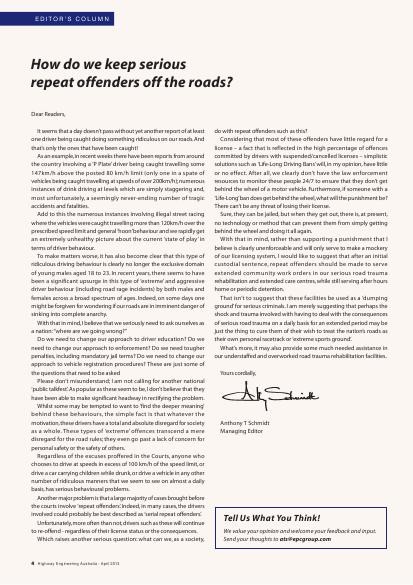 EDITOR'S COLUMN
How do we keep serious
repeat offenders off the roads?
Dear Readers,
It seems that a day doesn't pass without yet another report of at least
one driver being caught doing something ridiculous on our roads. And
that's only the ones that have been caught!
As an example, in recent weeks there have been reports from around
the country involving a 'P Plate' driver being caught travelling some
147km/h above the posted 80 km/h limit (only one in a spate of
vehicles being caught travelling at speeds of over 200km/h); numerous
instances of drink driving at levels which are simply staggering and,
most unfortunately, a seemingly never-ending number of tragic
accidents and fatalities.
Add to this the numerous instances involving illegal street racing
where the vehicles were caught travelling more than 120km/h over the
prescribed speed limit and general 'hoon' behaviour and we rapidly get
an extremely unhappy picture about the current 'state of play' in
terms of driver behaviour.
To make matters worse, it has also become clear that this type of
ridiculous driving behaviour is clearly no longer the exclusive domain
of young males aged 18 to 23. In recent years, there seems to have
been a significant upsurge in this type of 'extreme' and aggressive
driver behaviour (including road rage incidents) by both males and
females across a broad spectrum of ages. Indeed, on some days one
might be forgiven for wondering if our roads are in imminent danger of
sinking into complete anarchy.
With that in mind, I believe that we seriously need to ask ourselves as
a nation: "where are we going wrong?"
Do we need to change our approach to driver education? Do we
need to change our approach to enforcement? Do we need tougher
penalties, including mandatory jail terms? Do we need to change our
approach to vehicle registration procedures? These are just some of
the questions that need to be asked
Please don't misunderstand; I am not calling for another national
'public talkfest'. As popular as these seem to be, I don't believe that they
have been able to make significant headway in rectifying the problem.
Whilst some may be tempted to want to 'find the deeper meaning'
behind these behaviours, the simple fact is that whatever the
motivation, these drivers have a total and absolute disregard for society
as a whole. These types of 'extreme' offences transcend a mere
disregard for the road rules; they even go past a lack of concern for
personal safety or the safety of others.
Regardless of the excuses proffered in the Courts, anyone who
chooses to drive at speeds in excess of 100 km/h of the speed limit, or
drive a car carrying children while drunk, or drive a vehicle in any other
number of ridiculous manners that we seem to see on almost a daily
basis, has serious behavioural problems.
Another major problem is that a large majority of cases brought before
the courts involve 'repeat offenders'. Indeed, in many cases, the drivers
involved could probably be best described as 'serial repeat offenders'.
Unfortunately, more often than not, drivers such as these will continue
to re-offend - regardless of their license status or the consequences.
Which raises another serious question: what can we, as a society,
do with repeat offenders such as this?
Considering that most of these offenders have little regard for a
license – a fact that is reflected in the high percentage of offences
committed by drivers with suspended/cancelled licenses – simplistic
solutions such as 'Life-Long Driving Bans' will, in my opinion, have little
or no effect. After all, we clearly don't have the law enforcement
resources to monitor these people 24/7 to ensure that they don't get
behind the wheel of a motor vehicle. Furthermore, if someone with a
'Life-Long' ban does get behind the wheel, what will the punishment be?
There can't be any threat of losing their license.
Sure, they can be jailed, but when they get out, there is, at present,
no technology or method that can prevent them from simply getting
behind the wheel and doing it all again.
With that in mind, rather than supporting a punishment that I
believe is clearly unenforceable and will only serve to make a mockery
of our licensing system, I would like to suggest that after an initial
custodial sentence, repeat offenders should be made to serve
extended community work orders in our serious road trauma
rehabilitation and extended care centres, while still serving after hours
home or periodic detention.
That isn't to suggest that these facilities be used as a 'dumping
ground' for serious criminals. I am merely suggesting that perhaps the
shock and trauma involved with having to deal with the consequences
of serious road trauma on a daily basis for an extended period may be
just the thing to cure them of their wish to treat the nation's roads as
their own personal racetrack or 'extreme sports ground'.
What's more, it may also provide some much needed assistance in
our understaffed and overworked road trauma rehabilitation facilities.
Yours cordially,
Anthony T Schmidt
Managing Editor
Tell Us What You Think!
We value your opinion and welcome your feedback and input.
Send your thoughts to ats@epcgroup.com
4 Highway Engineering Australia - April 2013